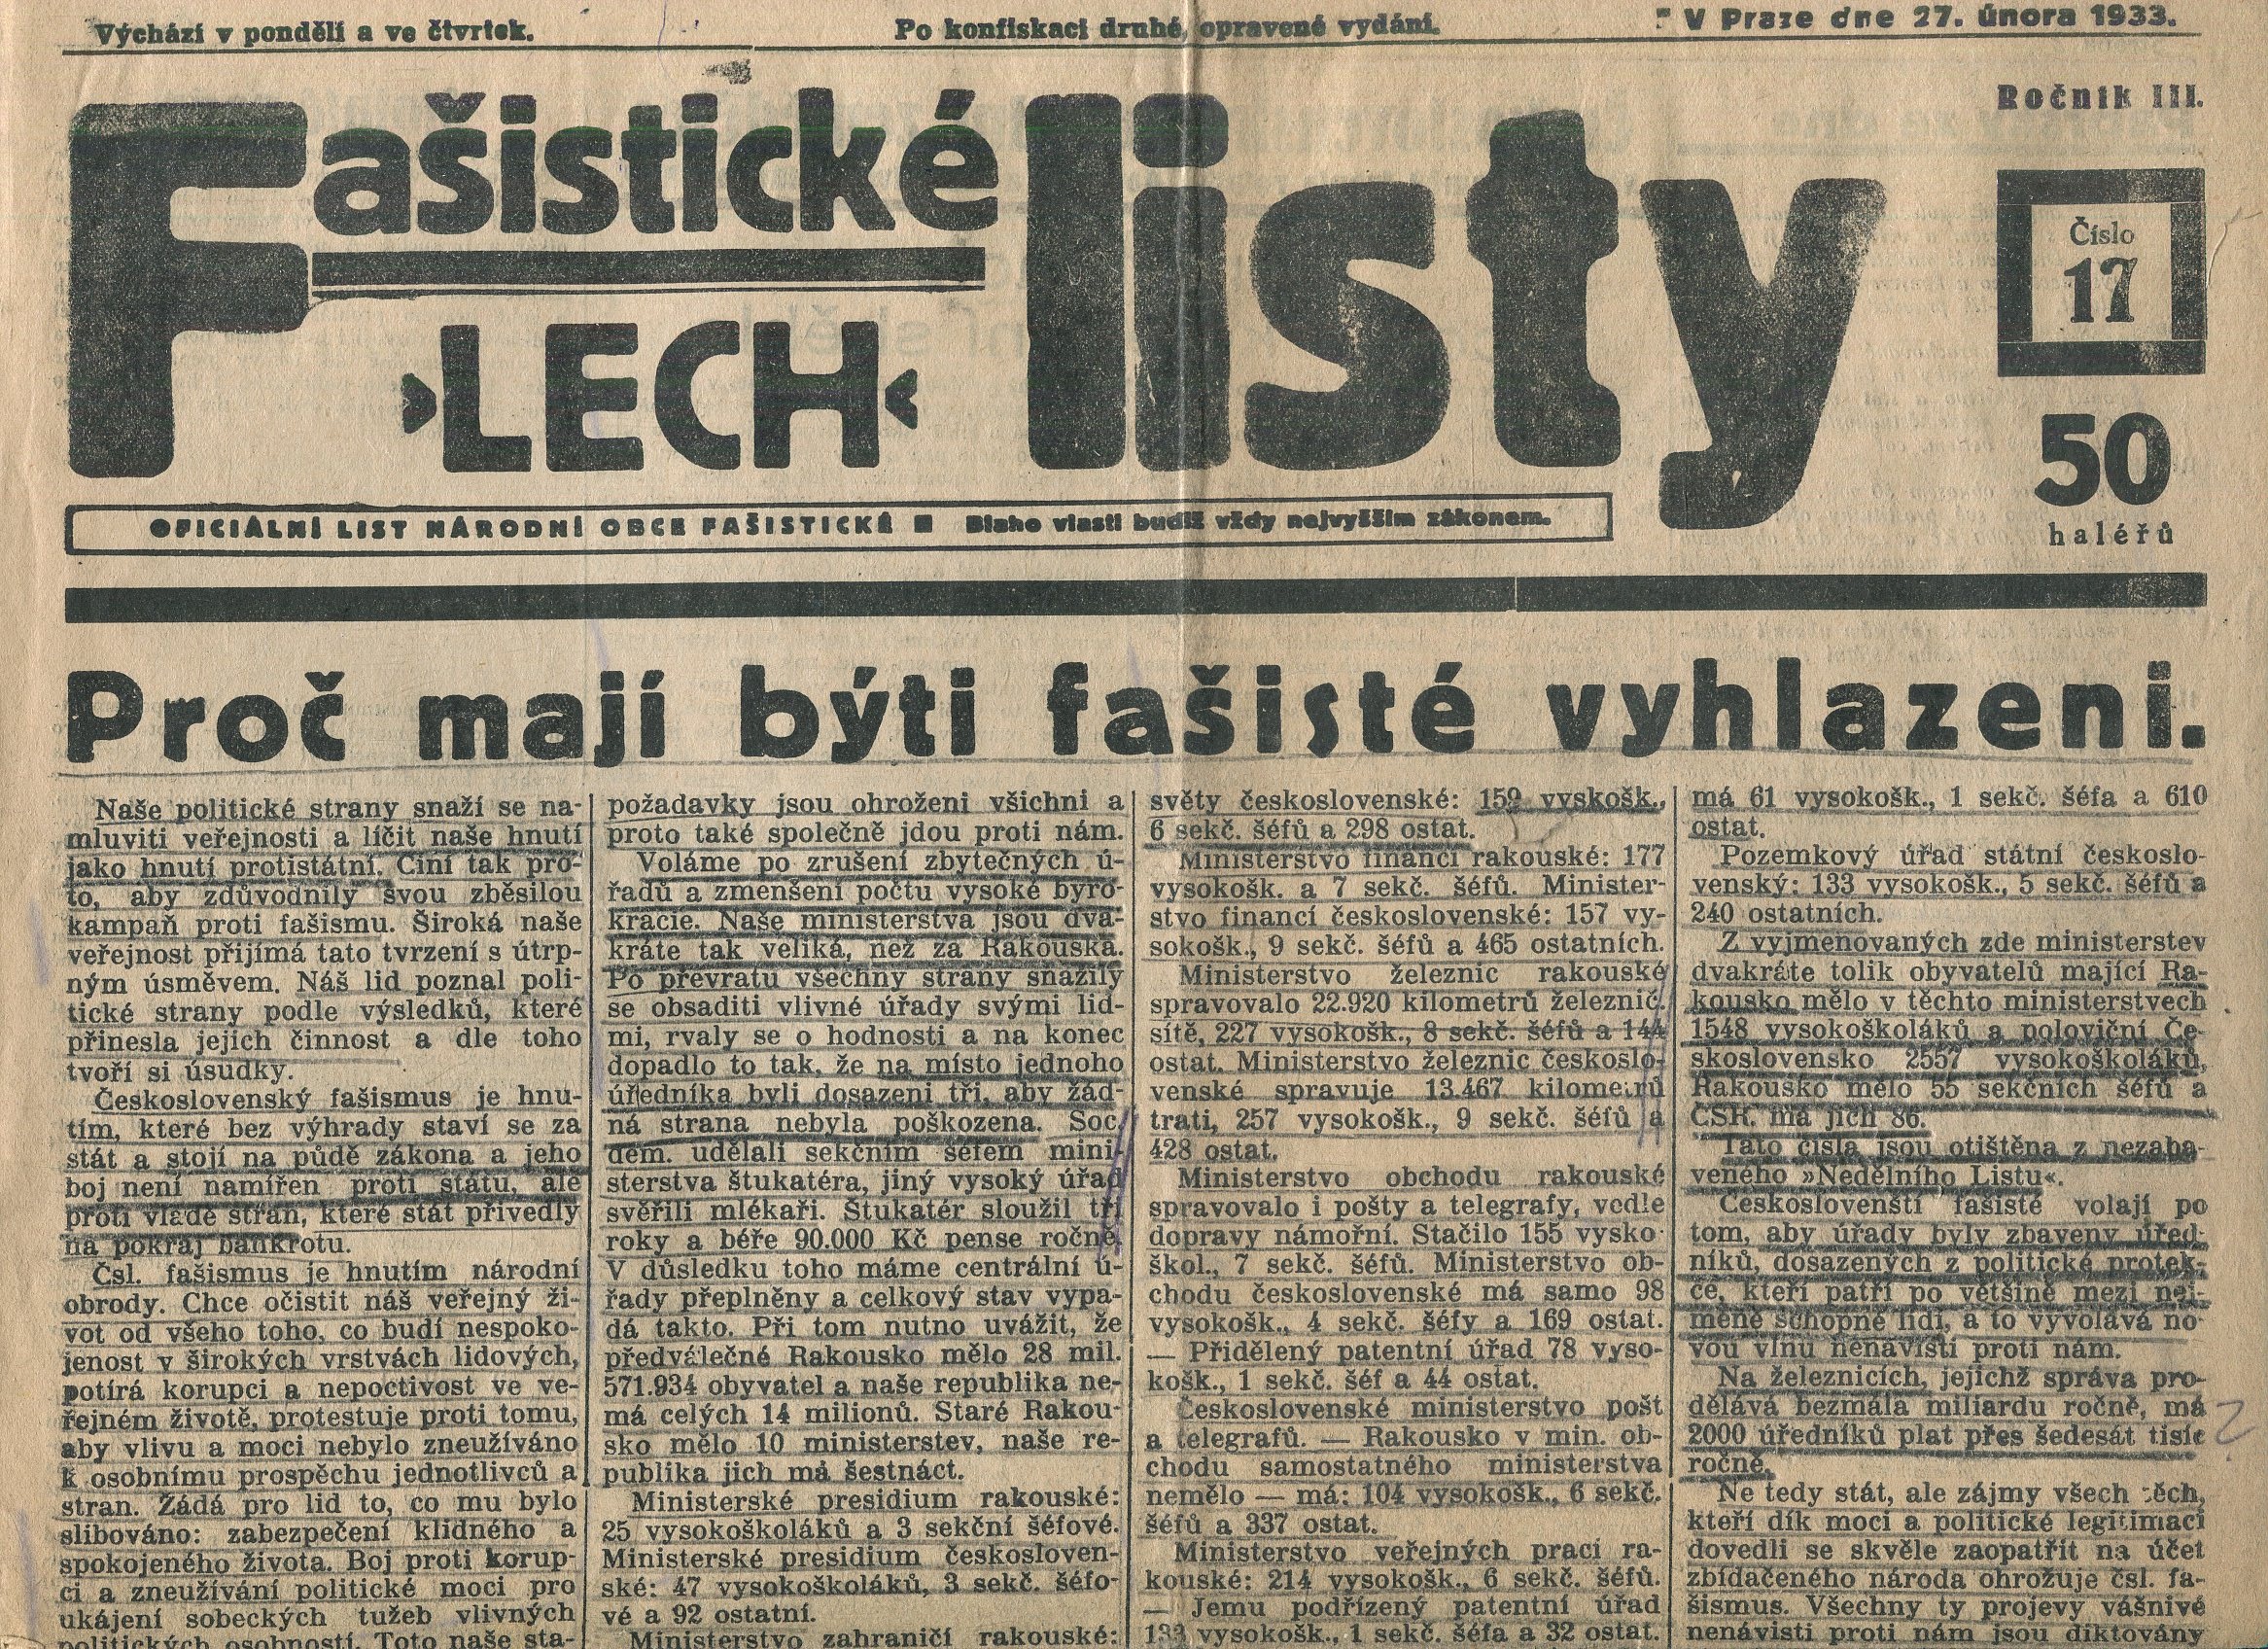 Výchází v pondělí a ve čtvrtek.
Po konfiskaci druhé, opravené vydání.
V Praze dne 27. února 1933.
Ročník III.
Fašistické listy
›LECH‹
Číslo
17
50
haléřů
OFICIÁLNÍ LIST NÁRODNÍ OBCE FAŠISTICKÉ ■ Blaho vlasti budiž vždy nejvyšším zákonem.
Proč mají býti fašisté vyhlazeni.
Naše politické strany snaží se na-
mluviti veřejnosti a líčit naše hnutí
jako hnutí protistátní. Činí tak pro-
to, aby zdůvodnily svou zběsilou
kampaň proti fašismu. Široká naše
veřejnost přijímá tato tvrzení s útrp-
ným úsměvem. Náš lid poznal poli-
tické strany podle výsledků, které
přinesla jejich činnost a dle toho
tvoří si úsudky.
Československý fašismus je hnu-
tím, které bez výhrady staví se za
stát a stojí na půdě zákona a jeho
boj není namířen proti státu, ale
proti vládě stran, které stát přivedly
na pokraj bankrotu.
Čsl. fašismus je hnutím národní
obrody. Chce očistit náš veřejný ži-
vot od všeho toho, co budí nespoko-
jenost v širokých vrstvách lidových,
potírá korupci a nepoctivost ve ve-
řejném životě, protestuje proti tomu,
aby vlivu a moci nebylo zneužíváno
k osobnímu prospěchu jednotlivců a
stran. Žádá pro lid to, co mu bylo
slibováno: zabezpečení klidného a
spokojeného života. Boj proti korup-
ci a zneužívání politické moci pro
ukájení sobeckých tužeb vlivných
politických osobností. Toto naše sta-
požadavky jsou ohroženi všichni a
proto také společně jdou proti nám.
Voláme po zrušení zbytečných ú-
řadů a zmenšení počtu vysoké byro-
kracie. Naše ministerstva jsou dva-
kráte tak veliká, než za Rakouska.
Po převratu všechny strany snažily
se obsaditi vlivné úřady svými lid-
mi, rvaly se o hodnosti a na konec
dopadlo to tak, že na místo jednoho
úředníka byli dosazeni tři, aby žád-
ná strana nebyla poškozena. Soc.
dem. udělali sekčním šéfem mini-
sterstva štukatéra, jiný vysoký úřad
svěřili mlékaři. Štukatér sloužil tři
roky a béře 90.000 Kč pense ročně.
V důsledku toho máme centrální ú-
řady přeplněny a celkový stav vypa-
dá takto. Při tom nutno uvážit, že
předválečné Rakousko mělo 28 mil.
571.934 obyvatel a naše republika ne-
má celých 14 milionů. Staré Rakou-
sko mělo 10 ministerstev, naše re-
publika jich má šestnáct.
Ministerské presidium rakouské:
25 vysokoškoláků a 3 sekční šéfové.
Ministerské presidium českosloven-
ské: 47 vysokoškoláků, 3 sekč. šéfo-
vé a 92 ostatní.
Ministerstvo zahraničí rakouské:
světy československé: 159 vyskošk.,
6 sekč. šéfů a 298 ostat.
Ministerstvo financí rakouské: 177
vysokošk. a 7 sekč. šéfů. Minister-
stvo financí československé: 157 vy-
sokošk., 9 sekč. šéfů a 465 ostatních.
Ministerstvo železnic rakouské
spravovalo 22.920 kilometrů železnič.
sítě, 227 vysokošk., 8 sekč. šéfů a 144
ostat. Ministerstvo železnic českoslo-
venské spravuje 13.467 kilometrů
trati, 257 vysokošk., 9 sekč. šéfů a
428 ostat.
Ministerstvo obchodu rakouské
spravovalo i pošty a telegrafy, vedle
dopravy námořní. Stačilo 155 vysko-
škol., 7 sekč. šéfů. Ministerstvo ob-
chodu československé má samo 98
vysokošk., 4 sekč. šéfy a 169 ostat.
— Přidělený patentní úřad 78 vyso-
košk., 1 sekč. šéf a 44 ostat.
Československé ministerstvo pošt
a telegrafů. — Rakousko v min. ob-
chodu samostatného ministerstva
nemělo — má: 104 vysokošk., 6 sekč.
šéfů a 337 ostat.
Ministerstvo veřejných prací ra-
kouské: 214 vysokošk., 6 sekč. šéfů.
— Jemu podřízený patentní úřad
133 vysokošk., 1 sekč. šéfa a 32 ostat.
má 61 vysokošk., 1 sekč. šéfa a 610
ostat.
Pozemkový úřad státní českoslo-
venský: 133 vysokošk., 5 sekč. šéfů a
240 ostatních.
Z vyjmenovaných zde ministerstev
dvakráte tolik obyvatelů mající Ra-
kousko mělo v těchto ministerstvech
1548 vysokoškoláků a poloviční Če-
skoslovensko 2557 vysokoškoláků,
Rakousko mělo 55 sekčních šéfů a
ČSR. má jich 86.
Tato čísla jsou otištěna z nezaba-
veného »Nedělního Listu«.
Českoslovenští fašisté volají po
tom, aby úřady byly zbaveny úřed-
níků, dosazených z politické protek-
ce, kteří patří po většině mezi nej-
méně schopné lidi, a to vyvolává no-
vou vlnu nenávisti proti nám.
Na železnicích, jejichž správa pro-
dělává bezmála miliardu ročně, má
2000 úředníků plat přes šedesát tisíc
ročně.
Ne tedy stát, ale zájmy všech těch,
kteří dík moci a politické legitimaci
dovedli se skvěle zaopatřit na účet
zbídačeného národa ohrožuje čsl. fa-
šismus. Všechny ty projevy vášnivé
nenávisti proti nám jsou diktovány